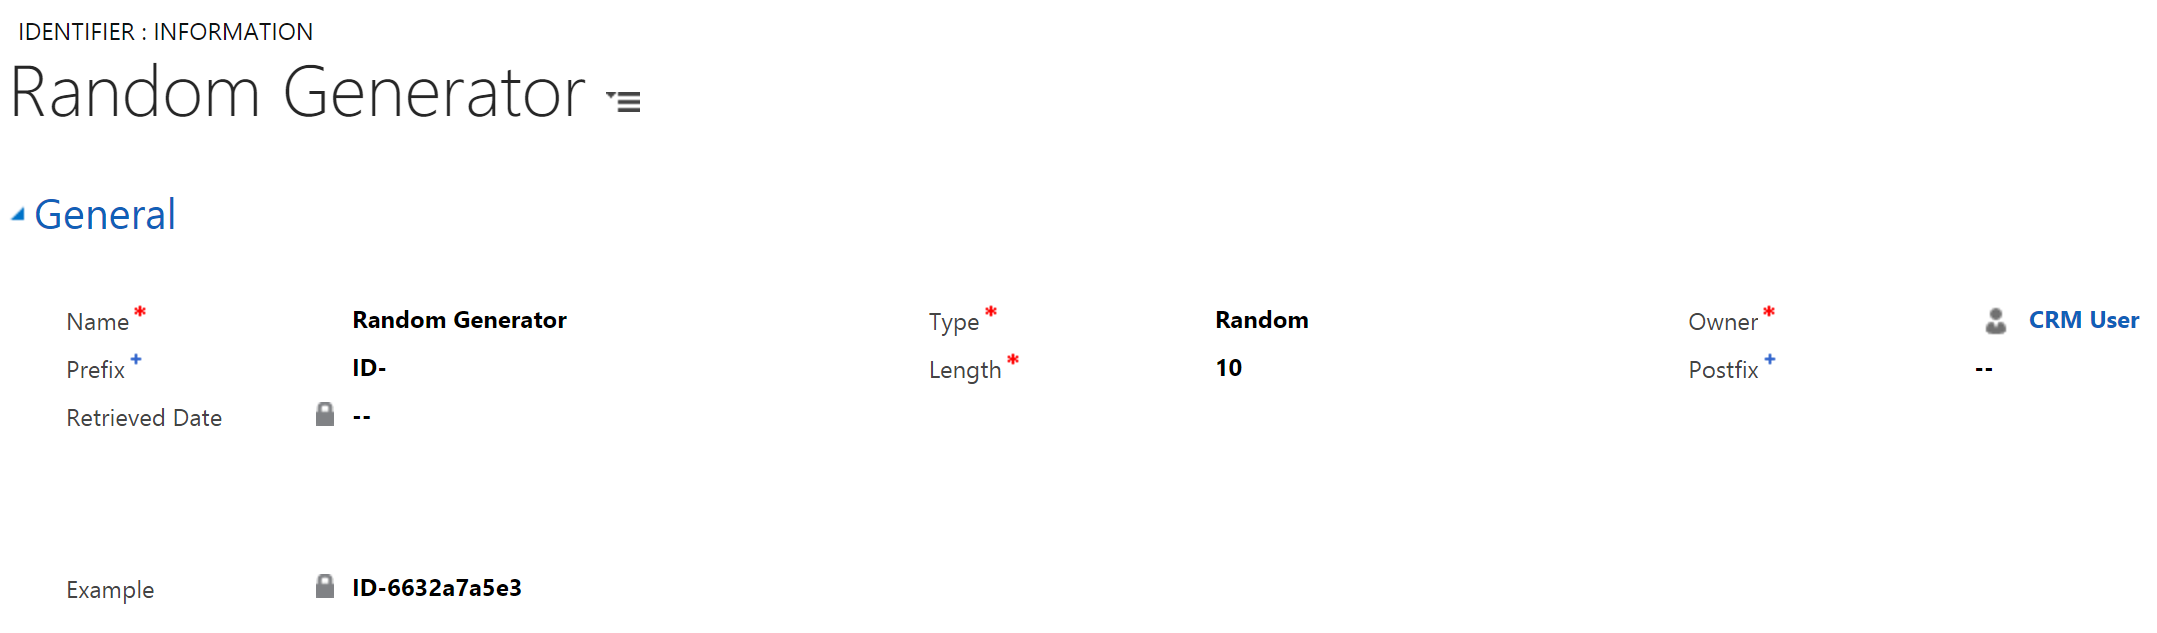 IDENTIFIER : INFORMATION
Random Generator
General
Name * Random Generator Type * Random Owner * CRM User
Prefix + ID- Length * 10 Postfix + --
Retrieved Date --
Example ID-6632a7a5e3